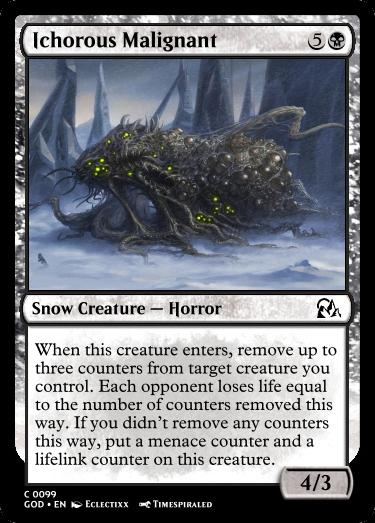 Ichorous Malignant 5
Snow Creature — Horror
When this creature enters, remove up to
three counters from target creature you
control. Each opponent loses life equal
to the number of counters removed this
way. If you didn't remove any counters
this way, put a menace counter and a
lifelink counter on this creature.
4/3
C 0099
GOD • EN Eclectixx Timespiraled